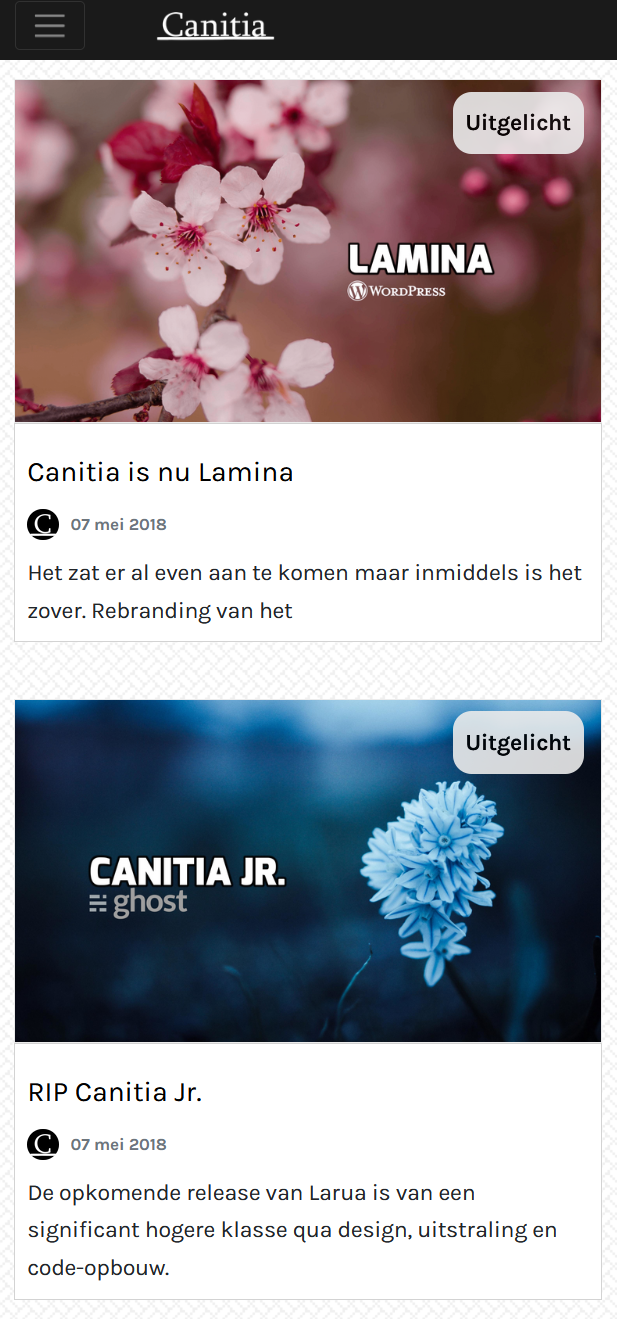 Canitia
Uitgelicht
LAMINA
WORDPRESS
Canitia is nu Lamina
C
07 mei 2018
Het zat er al even aan te komen maar inmiddels is het
zover. Rebranding van het
Uitgelicht
CANITIA JR.
ghost
RIP Canitia Jr.
C
07 mei 2018
De opkomende release van Larua is van een
significant hogere klasse qua design, uitstraling en
code-opbouw.